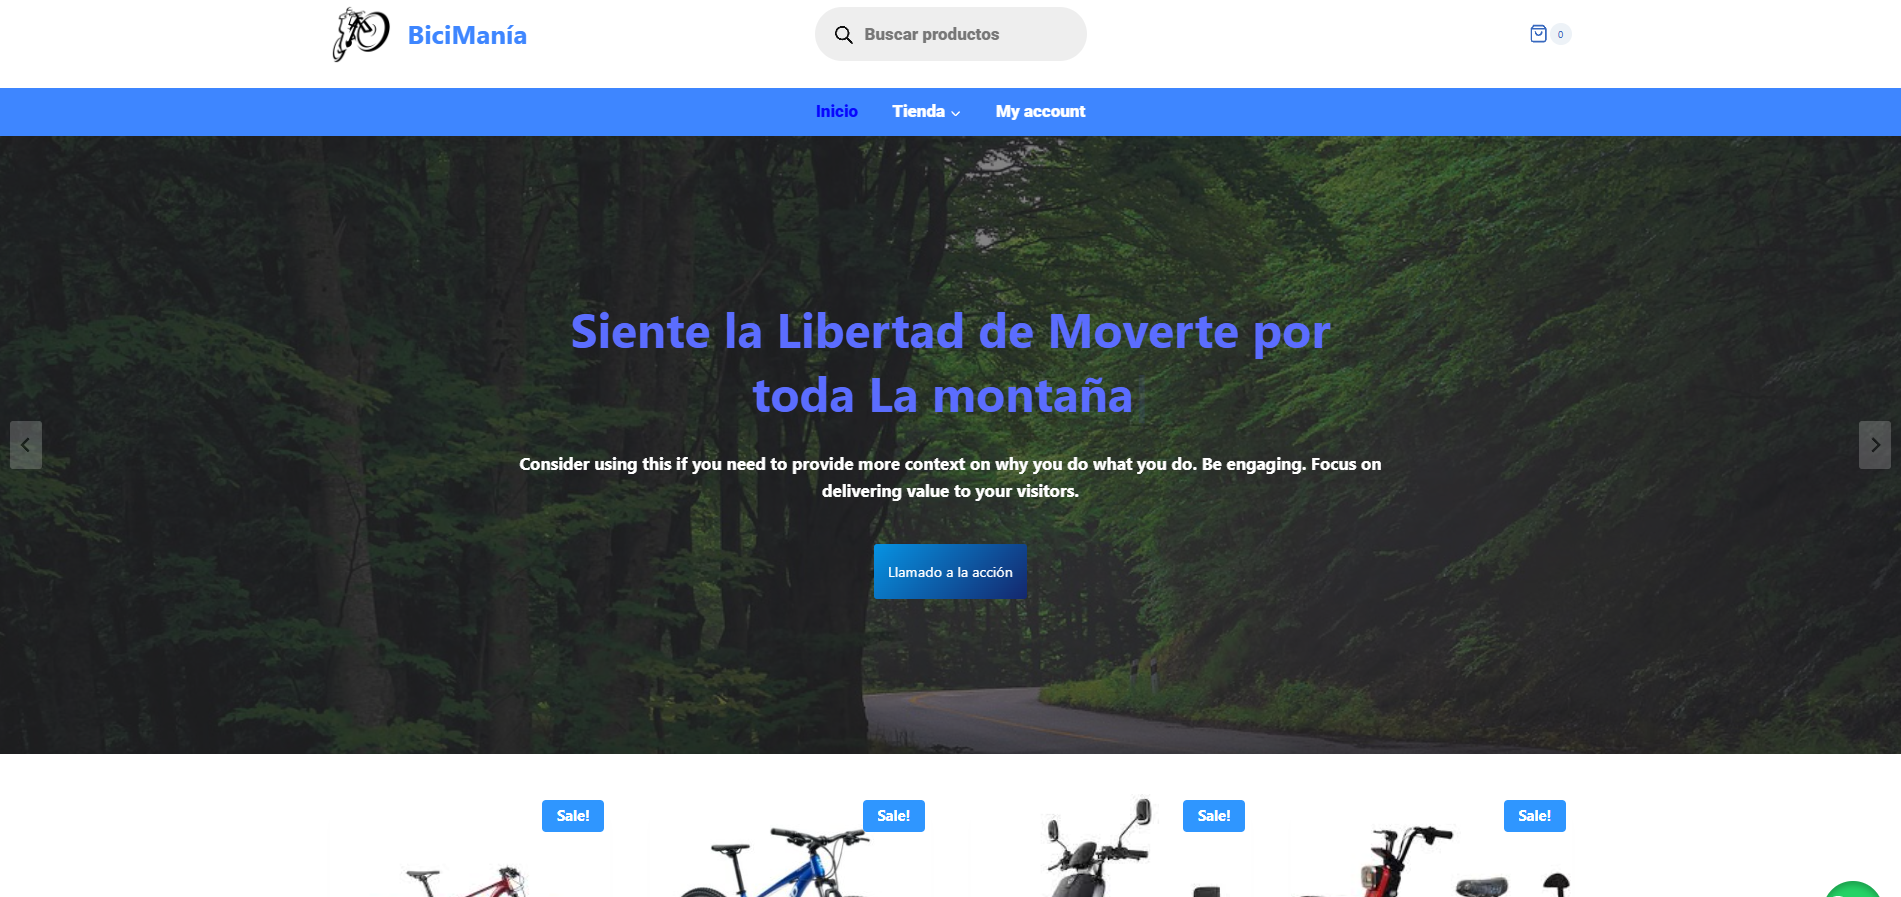 BiciManía
Buscar productos
0
Inicio
Tienda
My account
Siente la Libertad de Moverte por
toda La montaña
Consider using this if you need to provide more context on why you do what you do. Be engaging. Focus on
delivering value to your visitors.
Llamado a la acción
Sale!
Sale!
Sale!
Sale!